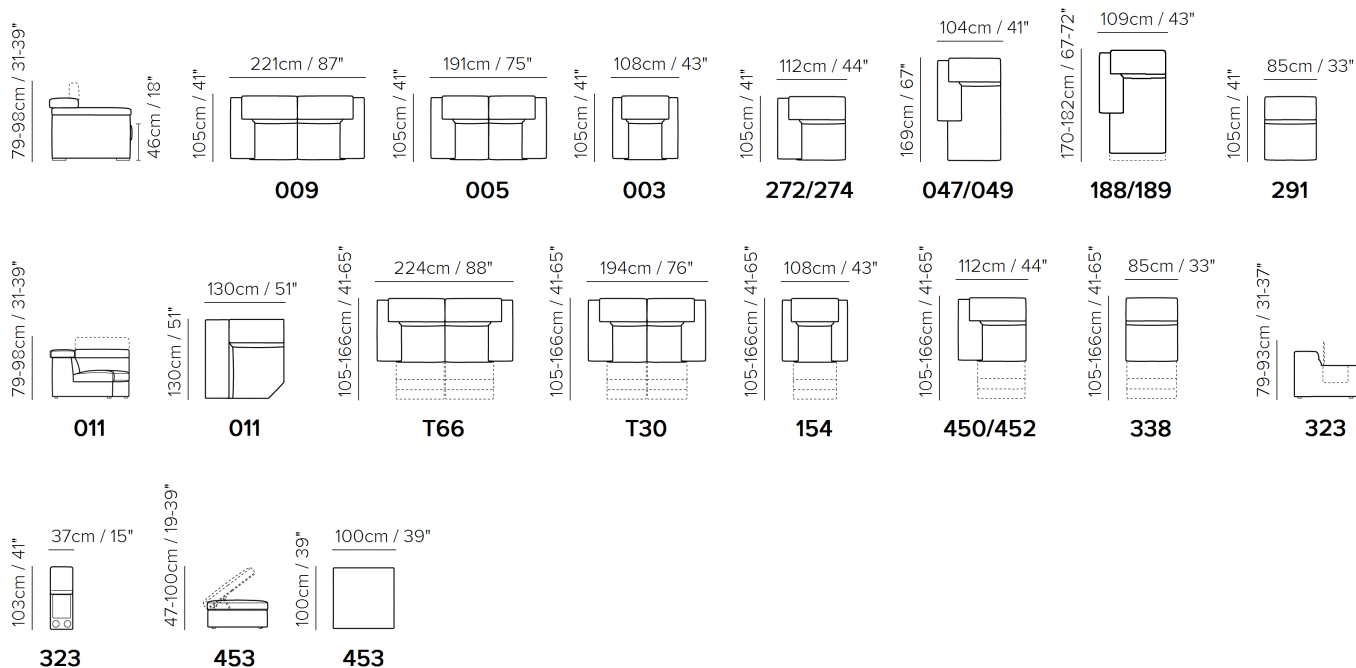 79-98cm / 31-39"
46cm / 18"
221cm / 87"
105cm / 41"
009
191cm / 75"
105cm / 41"
005
108cm / 43"
105cm / 41"
003
112cm / 44"
105cm / 41"
272/274
104cm / 41"
169cm / 67"
047/049
109cm / 43"
170-182cm / 67-72"
188/189
85cm / 33"
105cm / 41"
291
79-98cm / 31-39"
011
130cm / 51"
130cm / 51"
011
224cm / 88"
105-166cm / 41-65"
T66
194cm / 76"
105-166cm / 41-65"
T30
108cm / 43"
105-166cm / 41-65"
154
112cm / 44"
105-166cm / 41-65"
450/452
85cm / 33"
105-166cm / 41-65"
338
79-93cm / 31-37"
323
37cm / 15"
103cm / 41"
323
47-100cm / 19-39"
453
100cm / 39"
100cm / 39"
453